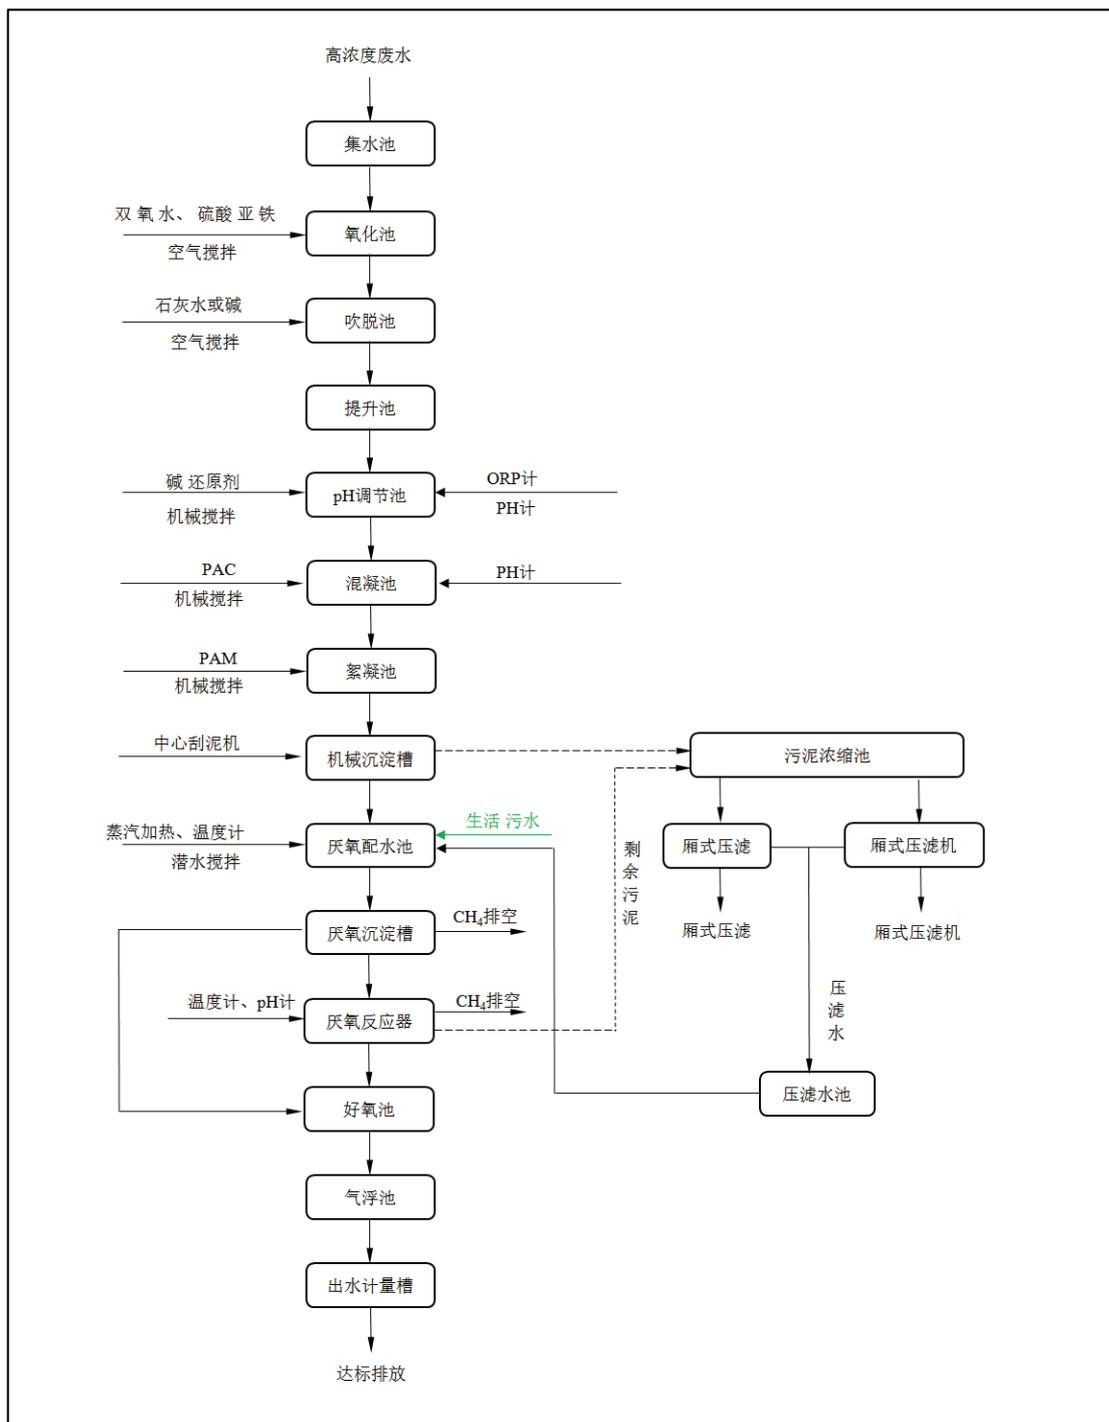 高浓度废水
集水池
双氧水、硫酸亚铁
氧化池
空气搅拌
石灰水或碱
吹脱池
空气搅拌
提升池
碱 还原剂
ORP计
pH调节池
机械搅拌
PH计
PAC
PH计
混凝池
机械搅拌
PAM
絮凝池
机械搅拌
中心刮泥机
机械沉淀槽
污泥浓缩池
生活 污水
蒸汽加热、温度计
厌氧配水池
潜水搅拌
剩余污泥
厢式压滤
厢式压滤机
厌氧沉淀槽
CH₄排空
厢式压滤
厢式压滤机
温度计、pH计
厌氧反应器
CH₄排空
压滤水
好氧池
压滤水池
气浮池
出水计量槽
达标排放